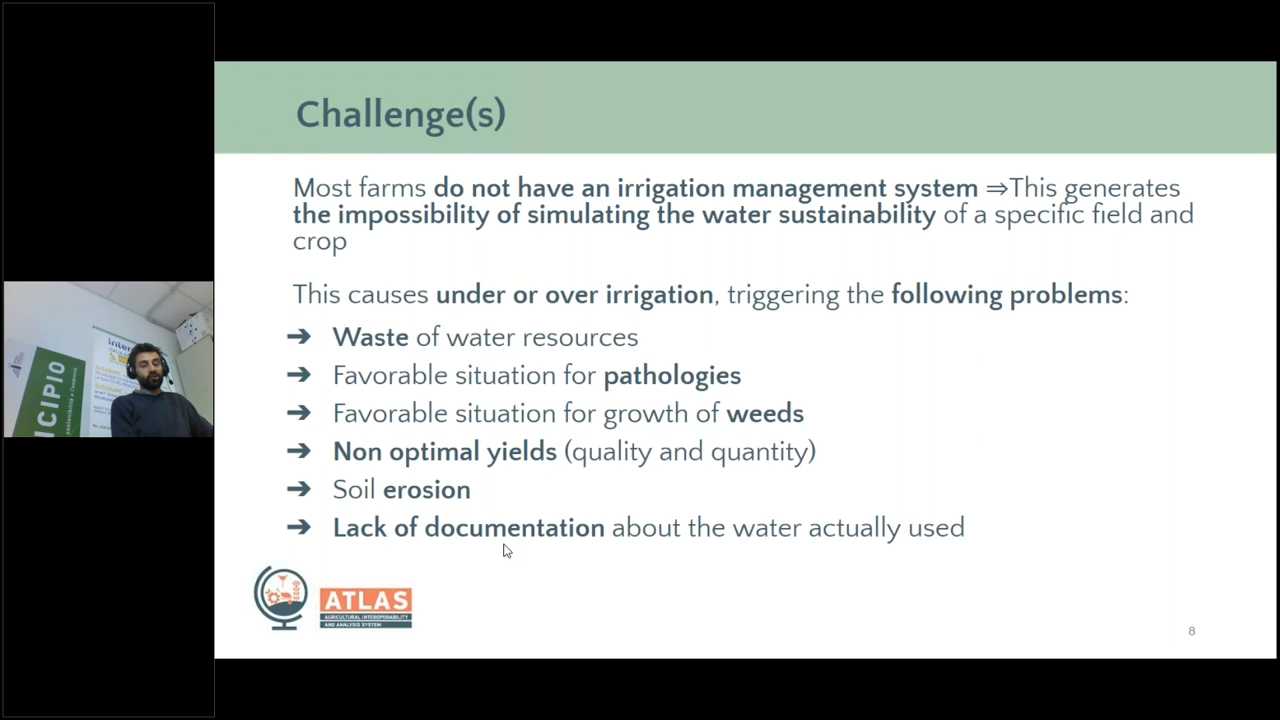 Challenge(s)
Most farms do not have an irrigation management system ⇒This generates
the impossibility of simulating the water sustainability of a specific field and
crop
This causes under or over irrigation, triggering the following problems:
➔ Waste of water resources
➔ Favorable situation for pathologies
➔ Favorable situation for growth of weeds
➔ Non optimal yields (quality and quantity)
➔ Soil erosion
➔ Lack of documentation about the water actually used
ATLAS
AGRICULTURAL INTEROPERABILITY
AND ANALYSIS SYSTEM
8
ICIPIO